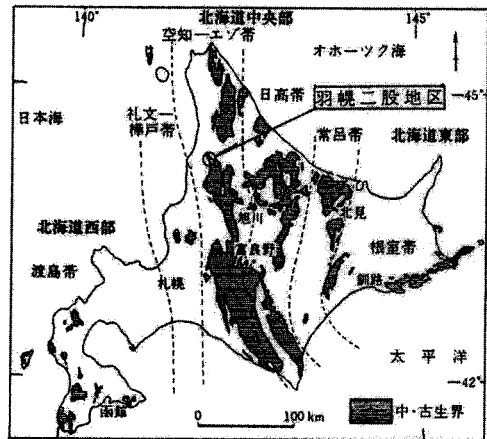 140°
北海道中央部
145°
空知ーエゾ帯
オホーツク海
日高帯
羽幌二股地区
45°
日本海
礼文ー
樺戸帯
常呂帯
北海道東部
北見
旭川
北海道西部
富良野
根室帯
渡島帯
札幌
釧路
太平洋
42°
函館
0
100 km
中・古生界